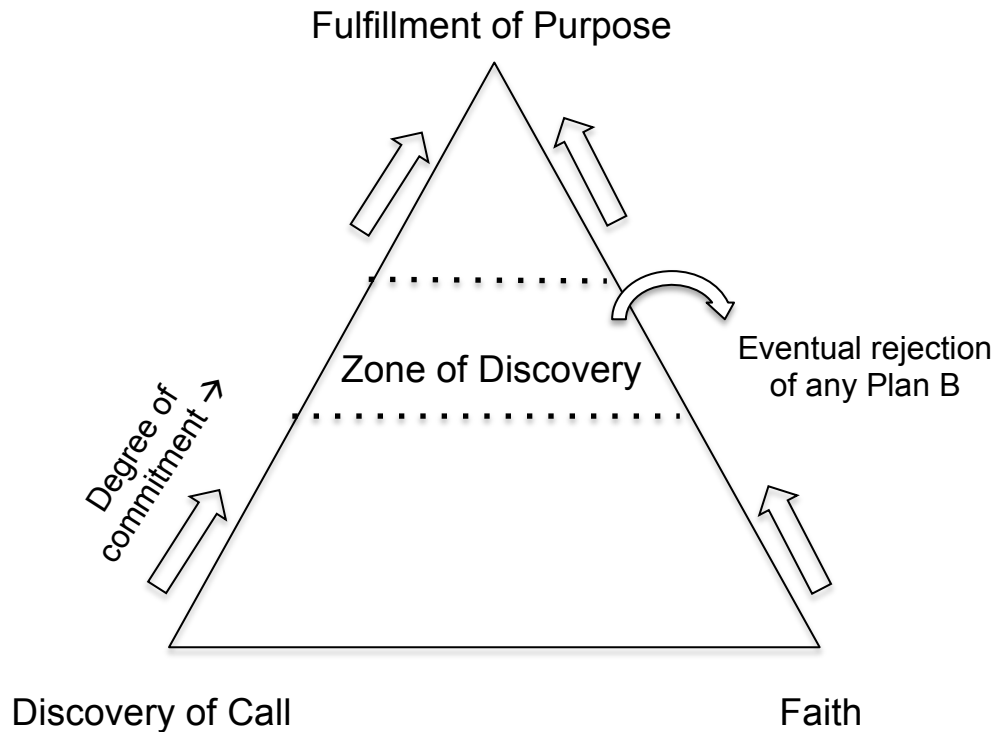 Fulfillment of Purpose
Zone of Discovery
Eventual rejection
of any Plan B
Degree of
commitment →
Discovery of Call
Faith